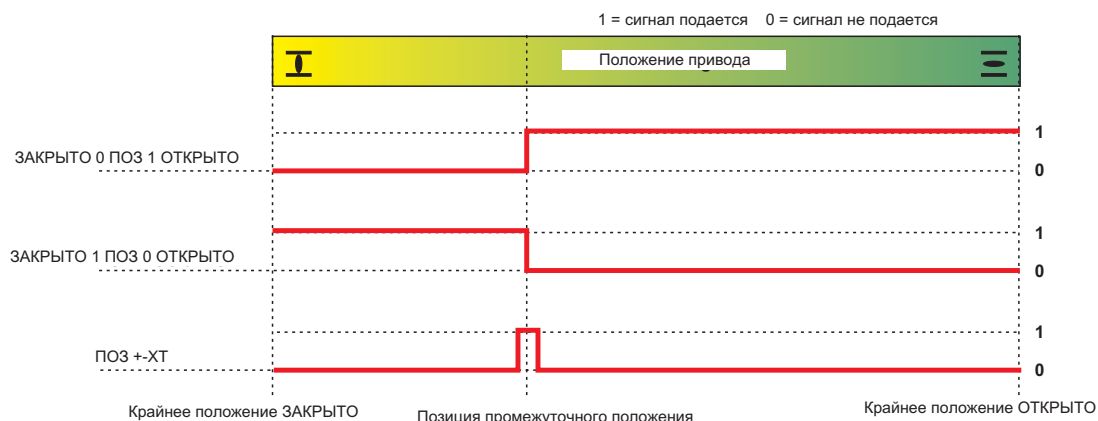 1 = сигнал подается 0 = сигнал не подается
Положение привода
1
ЗАКРЫТО 0 ПОЗ 1 ОТКРЫТО
0
1
ЗАКРЫТО 1 ПОЗ 0 ОТКРЫТО
0
1
ПОЗ +-ХТ
0
Крайнее положение ЗАКРЫТО
Позиция промежуточного положения
Крайнее положение ОТКРЫТО